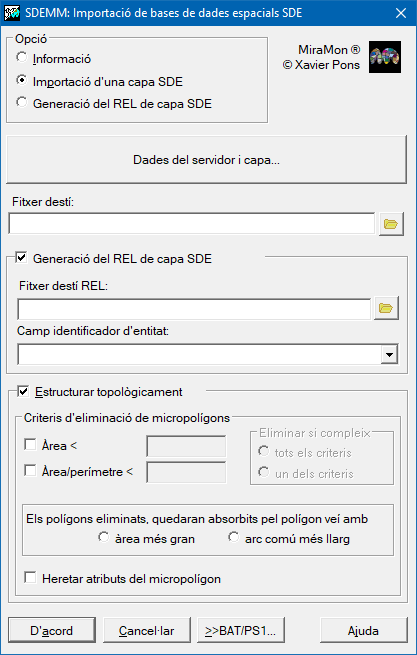 SDEMM: Importació de bases de dades espacials SDE
Opció
Informació
Importació d'una capa SDE
Generació del REL de capa SDE
MiraMon ®
© Xavier Pons
Dades del servidor i capa...
Fitxer destí:
Generació del REL de capa SDE
Fitxer destí REL:
Camp identificador d'entitat:
Estructurar topològicament
Criteris d'eliminació de micropolígons
Àrea <
Àrea/perímetre <
Eliminar si compleix
tots els criteris
un dels criteris
Els polígons eliminats, quedaran absorbits pel polígon veí amb
àrea més gran
arc comú més llarg
Heretar atributs del micropolígon
D'acord
Cancel·lar
>>BAT/PS1...
Ajuda